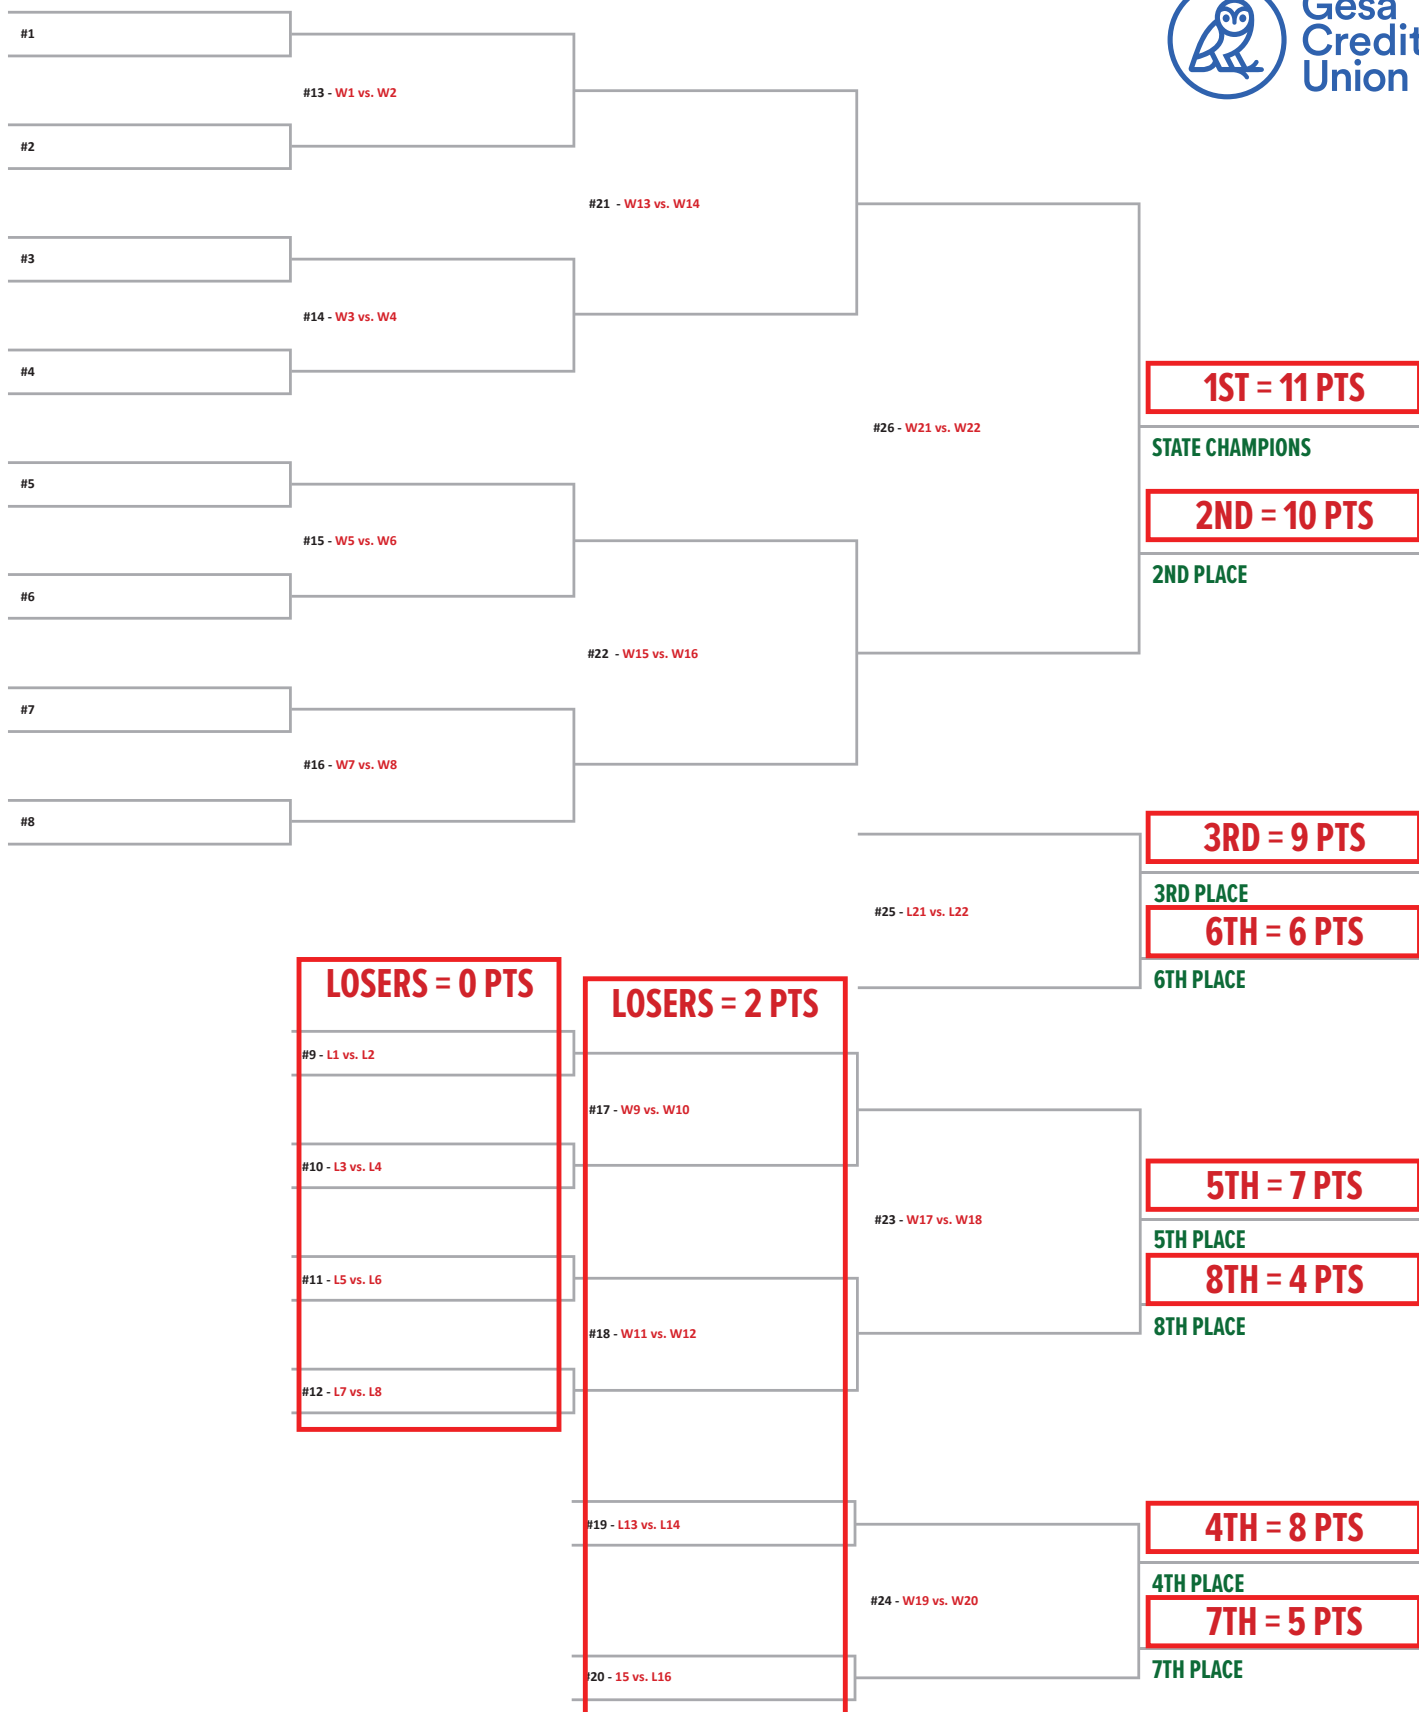 Gesa
Credit
Union
#1
#13 - W1 vs. W2
#2
#21 - W13 vs. W14
#3
#14 - W3 vs. W4
#4
1ST = 11 PTS
#26 - W21 vs. W22
STATE CHAMPIONS
#5
2ND = 10 PTS
#15 - W5 vs. W6
2ND PLACE
#6
#22 - W15 vs. W16
#7
#16 - W7 vs. W8
#8
3RD = 9 PTS
3RD PLACE
#25 - L21 vs. L22
6TH = 6 PTS
6TH PLACE
LOSERS = 0 PTS
LOSERS = 2 PTS
#9 - L1 vs. L2
#17 - W9 vs. W10
#10 - L3 vs. L4
5TH = 7 PTS
#23 - W17 vs. W18
5TH PLACE
#11 - L5 vs. L6
8TH = 4 PTS
#18 - W11 vs. W12
8TH PLACE
#12 - L7 vs. L8
#19 - L13 vs. L14
4TH = 8 PTS
4TH PLACE
#24 - W19 vs. W20
7TH = 5 PTS
#20 - 15 vs. L16
7TH PLACE